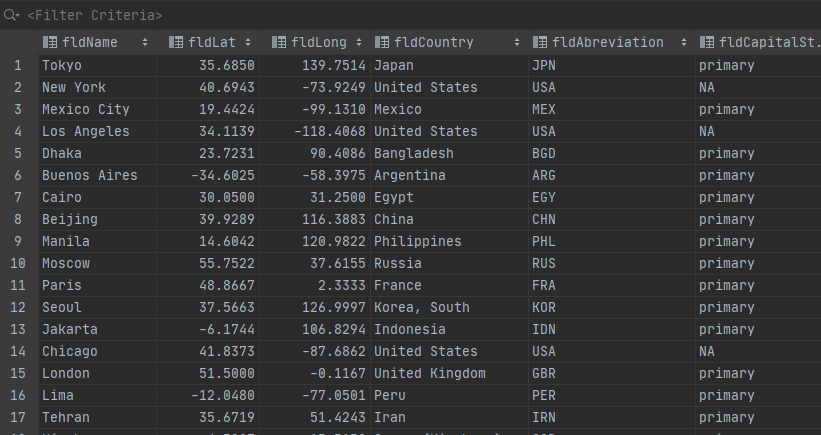 <Filter Criteria>
fldName fldLat fldLong fldCountry fldAbreviation fldCapitalSt.
1 Tokyo 35.6850 139.7514 Japan JPN primary
2 New York 40.6943 -73.9249 United States USA NA
3 Mexico City 19.4424 -99.1310 Mexico MEX primary
4 Los Angeles 34.1139 -118.4068 United States USA NA
5 Dhaka 23.7231 90.4086 Bangladesh BGD primary
6 Buenos Aires -34.6025 -58.3975 Argentina ARG primary
7 Cairo 30.0500 31.2500 Egypt EGY primary
8 Beijing 39.9289 116.3883 China CHN primary
9 Manila 14.6042 120.9822 Philippines PHL primary
10 Moscow 55.7522 37.6155 Russia RUS primary
11 Paris 48.8667 2.3333 France FRA primary
12 Seoul 37.5663 126.9997 Korea, South KOR primary
13 Jakarta -6.1744 106.8294 Indonesia IDN primary
14 Chicago 41.8373 -87.6862 United States USA NA
15 London 51.5000 -0.1167 United Kingdom GBR primary
16 Lima -12.0480 -77.0501 Peru PER primary
17 Tehran 35.6719 51.4243 Iran IRN primary